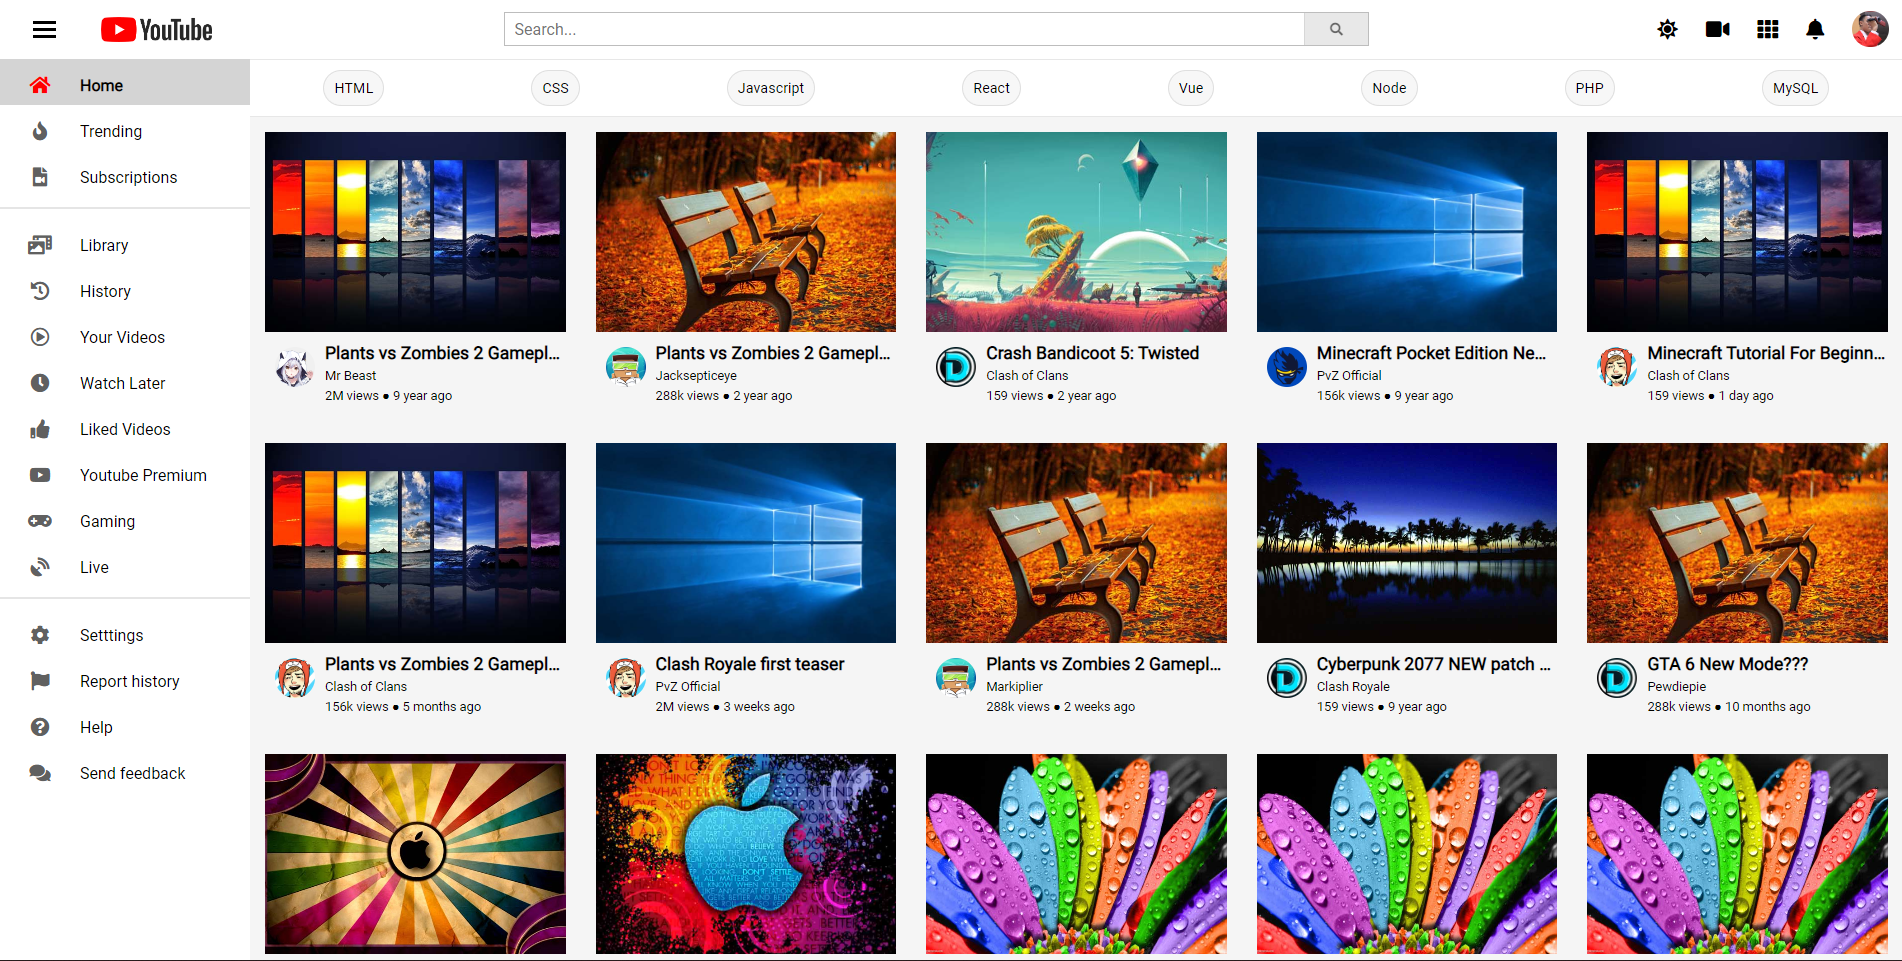 YouTube
Search...
Home
Trending
Subscriptions
Library
History
Your Videos
Watch Later
Liked Videos
Youtube Premium
Gaming
Live
Setttings
Report history
Help
Send feedback
HTML
CSS
Javascript
React
Vue
Node
PHP
MySQL
Plants vs Zombies 2 Gamepl...
Mr Beast
2M views ● 9 year ago
Plants vs Zombies 2 Gamepl...
Jacksepticeye
288k views ● 2 year ago
Crash Bandicoot 5: Twisted
Clash of Clans
159 views ● 2 year ago
Minecraft Pocket Edition Ne...
PvZ Official
156k views ● 9 year ago
Minecraft Tutorial For Beginn...
Clash of Clans
159 views ● 1 day ago
Plants vs Zombies 2 Gamepl...
Clash of Clans
156k views ● 5 months ago
Clash Royale first teaser
PvZ Official
2M views ● 3 weeks ago
Plants vs Zombies 2 Gamepl...
Markiplier
288k views ● 2 weeks ago
Cyberpunk 2077 NEW patch ...
Clash Royale
159 views ● 9 year ago
GTA 6 New Mode???
Pewdiepie
288k views ● 10 months ago